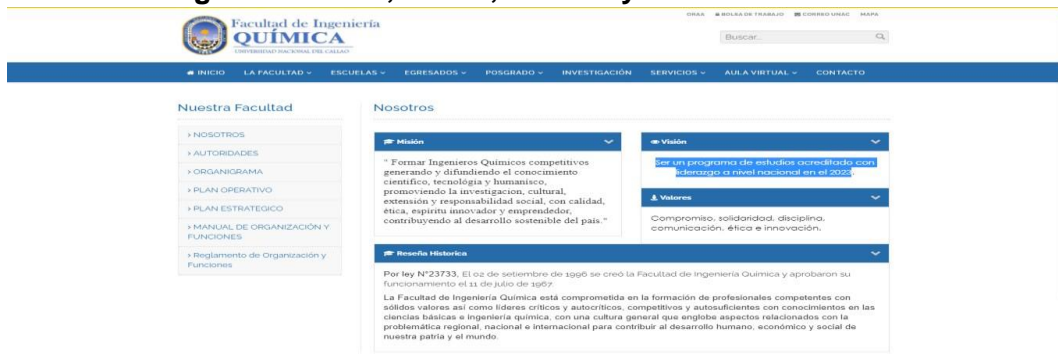 ORAA BOLSA DE TRABAJO CORREO UNAC MAPA
Facultad de Ingeniería
QUÍMICA
UNIVERSIDAD NACIONAL DEL CALLAO
Buscar...
INICIO LA FACULTAD ESCUELAS EGRESADOS POSGRADO INVESTIGACIÓN SERVICIOS AULA VIRTUAL CONTACTO
Nuestra Facultad
› NOSOTROS
› AUTORIDADES
› ORGANIGRAMA
› PLAN OPERATIVO
› PLAN ESTRATEGICO
› MANUAL DE ORGANIZACIÓN Y
FUNCIONES
› Reglamento de Organización y
Funciones
Nosotros
Misión
" Formar Ingenieros Químicos competitivos
generando y difundiendo el conocimiento
científico, tecnológia y humanisco,
promoviendo la investigacion, cultural,
extensión y responsabilidad social, con calidad,
ética, espiritu innovador y emprendedor,
contribuyendo al desarrollo sostenible del pais."
Visión
Ser un programa de estudios acreditado con
liderazgo a nivel nacional en el 2023.
Valores
Compromiso, solidaridad, disciplina,
comunicación, ética e innovación.
Reseña Historica
Por ley N°23733, El 02 de setiembre de 1996 se creó la Facultad de Ingeniería Química y aprobaron su
funcionamiento el 11 de julio de 1967.
La Facultad de Ingeniería Química está comprometida en la formación de profesionales competentes con
sólidos valores así como líderes críticos y autocríticos, competitivos y autosuficientes con conocimientos en las
ciencias básicas e ingeniería química, con una cultura general que englobe aspectos relacionados con la
problemática regional, nacional e internacional para contribuir al desarrollo humano, económico y social de
nuestra patria y el mundo.